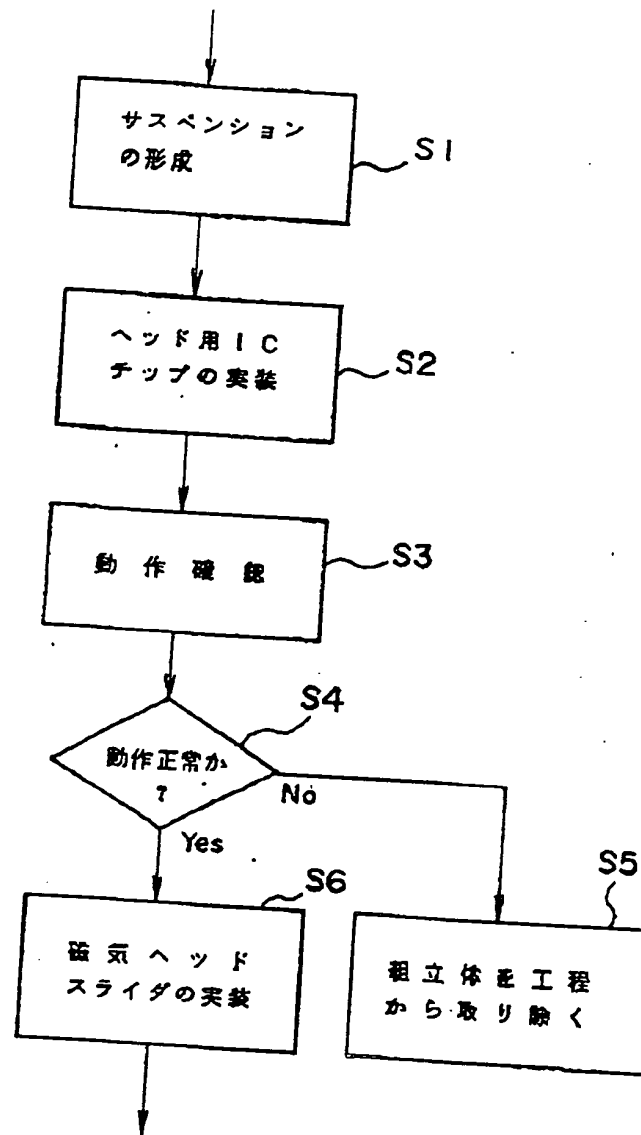 サスペンション
の形成
S1
ヘッド用IC
チップの実装
S2
動作確認
S3
S4
動作正常か
?
No
Yes
S6
S5
磁気ヘッド
スライダの実装
組立体を工程
から取り除く